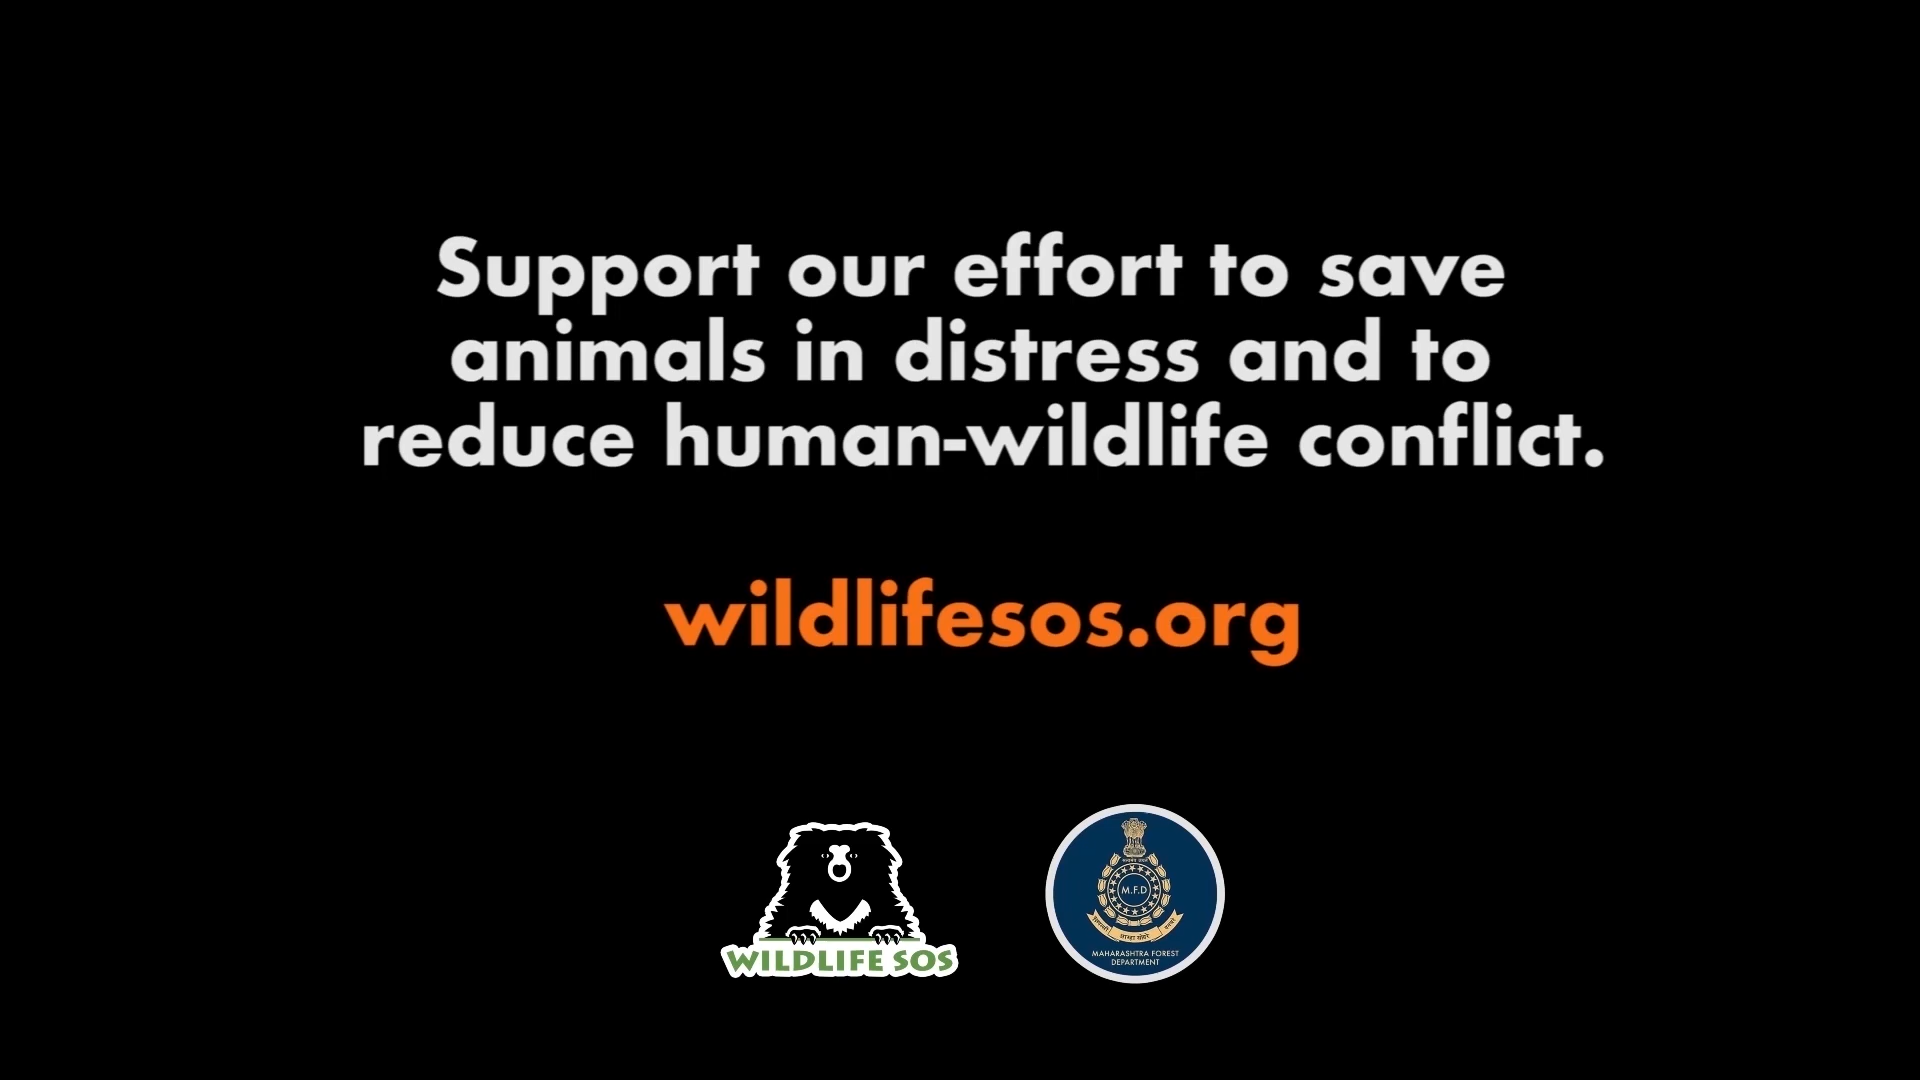 Support our effort to save
animals in distress and to
reduce human-wildlife conflict.
wildlifesos.org
WILDLIFE SOS
M.F.D
MAHARASHTRA FOREST
DEPARTMENT